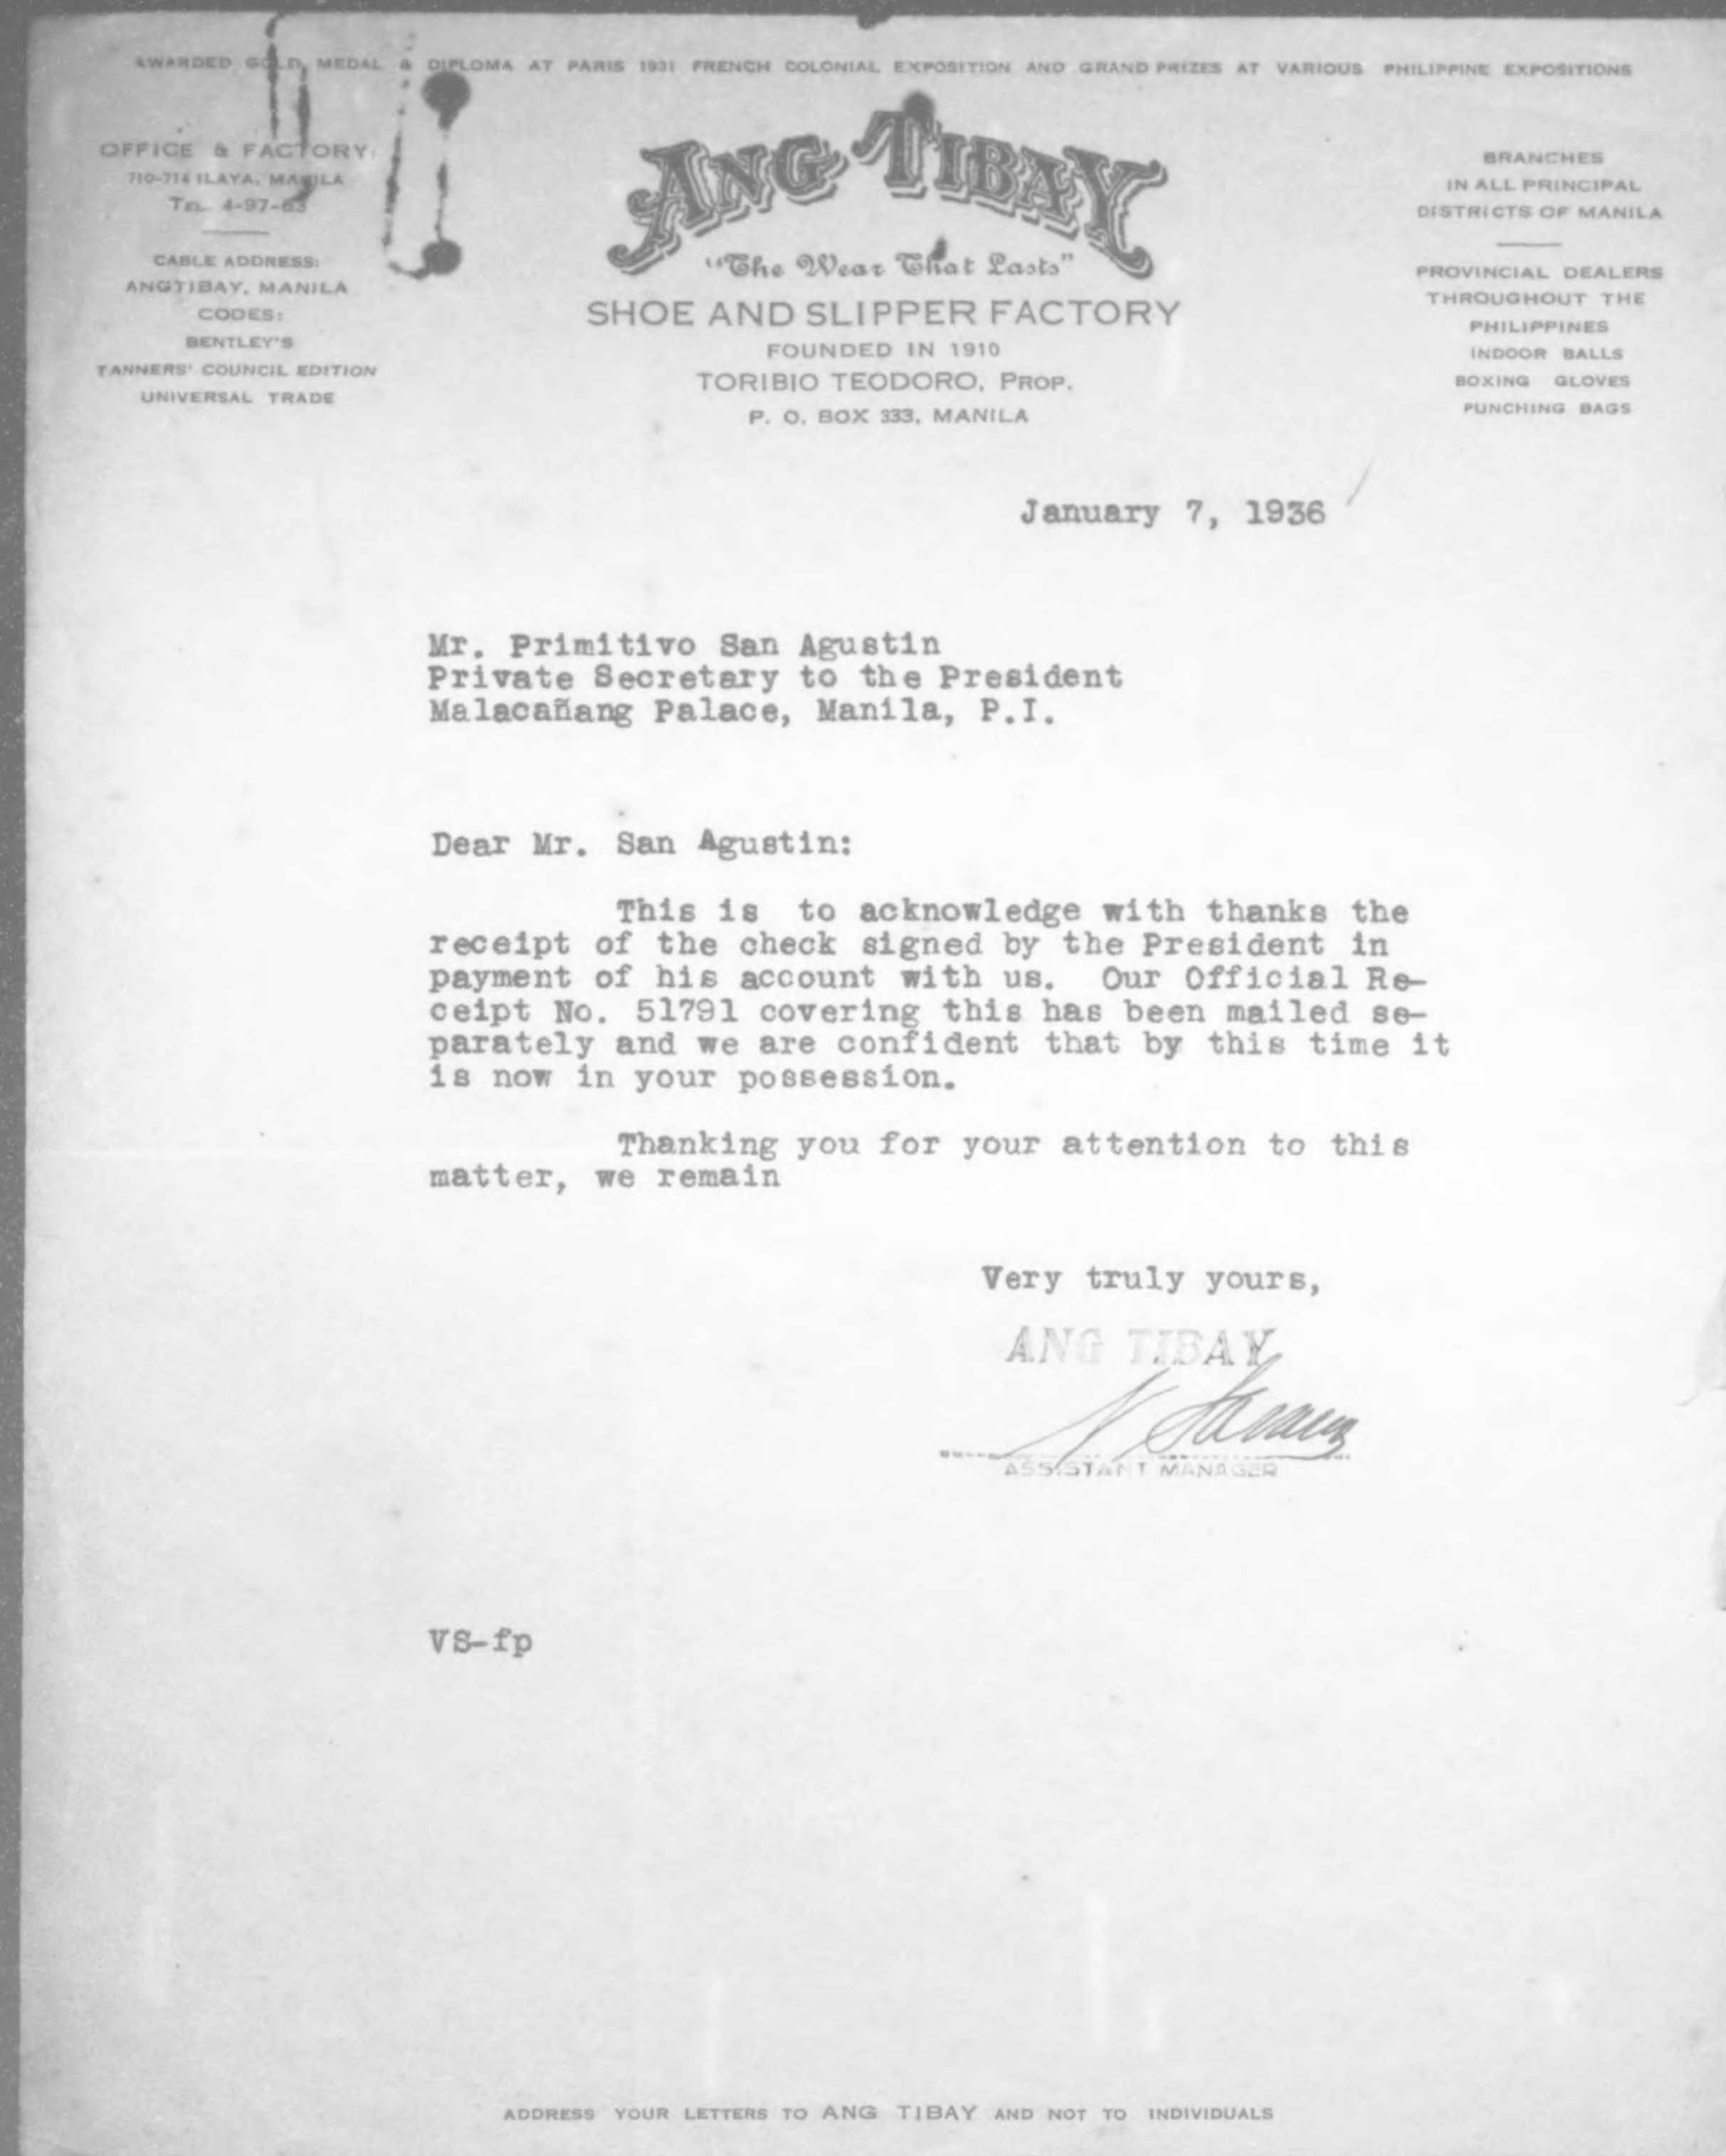 AWARDED GOLD MEDAL & DIPLOMA AT PARIS 1931 FRENCH COLONIAL EXPOSITION AND GRAND PRIZES AT VARIOUS PHILIPPINE EXPOSITIONS
OFFICE & FACTORY:
710-714 ILAYA, MANILA
TEL. 4-97-63
CABLE ADDRESS:
ANGTIBAY, MANILA
CODES:
BENTLEY'S
TANNERS' COUNCIL EDITION
UNIVERSAL TRADE
ANG TIBAY
"The Wear That Lasts"
SHOE AND SLIPPER FACTORY
FOUNDED IN 1910
TORIBIO TEODORO, PROP.
P. O. BOX 333, MANILA
BRANCHES
IN ALL PRINCIPAL
DISTRICTS OF MANILA
PROVINCIAL DEALERS
THROUGHOUT THE
PHILIPPINES
INDOOR BALLS
BOXING GLOVES
PUNCHING BAGS
January 7, 1936
Mr. Primitivo San Agustin
Private Secretary to the President
Malacañang Palace, Manila, P.I.
Dear Mr. San Agustin:
This is to acknowledge with thanks the
receipt of the check signed by the President in
payment of his account with us. Our Official Re-
ceipt No. 51791 covering this has been mailed se-
parately and we are confident that by this time it
is now in your possession.
Thanking you for your attention to this
matter, we remain
Very truly yours,
ANG TIBAY
ASSISTANT MANAGER
VS-fp
ADDRESS YOUR LETTERS TO ANG TIBAY AND NOT TO INDIVIDUALS